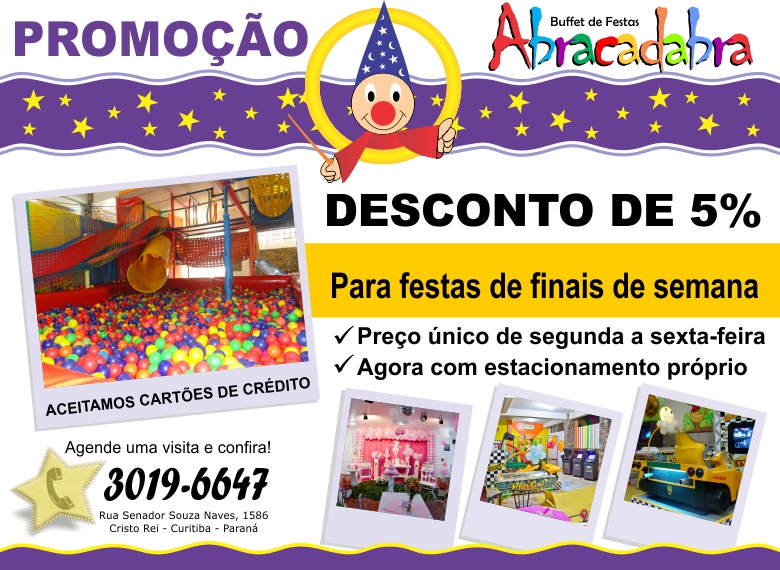 PROMOÇÃO
Buffet de Festas
Abracadabra
DESCONTO DE 5%
Para festas de finais de semana
✓ Preço único de segunda a sexta-feira
✓ Agora com estacionamento próprio
ACEITAMOS CARTÕES DE CRÉDITO
Agende uma visita e confira!
3019-6647
Rua Senador Souza Naves, 1586
Cristo Rei - Curitiba - Paraná